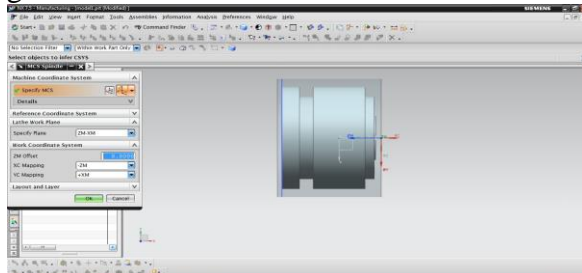 NX 7.5 - Manufacturing - [model1.prt (Modified)]
SIEMENS
File Edit View Insert Format Tools Assemblies Information Analysis Preferences Window Help
Start
Command Finder
No Selection Filter
Within Work Part Only
Select objects to infer CSYS
MCS Spindle
Machine Coordinate System
Specify MCS
Details
Reference Coordinate System
Lathe Work Plane
Specify Plane
ZM-XM
Work Coordinate System
ZM Offset
XC Mapping
-ZM
YC Mapping
+XM
Layout and Layer
OK
Cancel